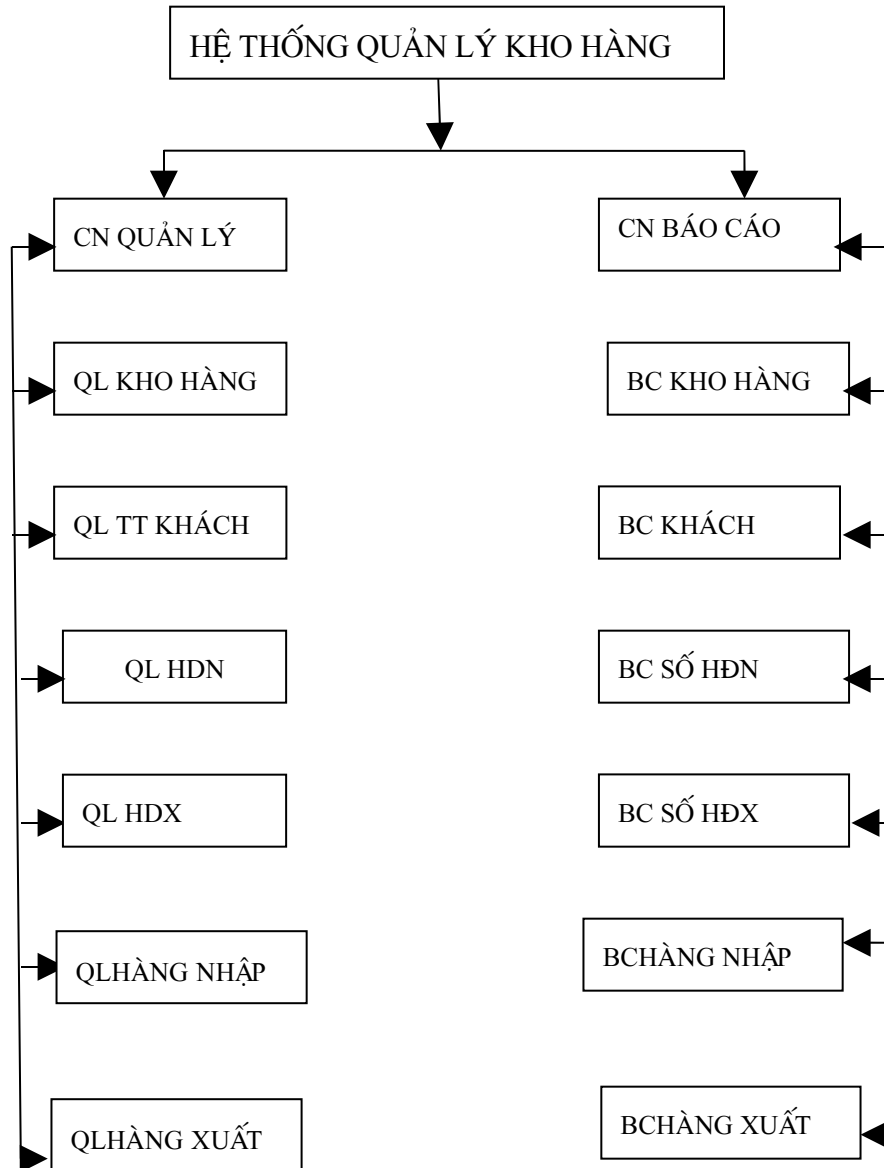 HỆ THỐNG QUẢN LÝ KHO HÀNG
CN QUẢN LÝ
CN BÁO CÁO
QL KHO HÀNG
BC KHO HÀNG
QL TT KHÁCH
BC KHÁCH
QL HDN
BC SỐ HĐN
QL HDX
BC SỐ HĐX
QLHÀNG NHẬP
BCHÀNG NHẬP
QLHÀNG XUẤT
BCHÀNG XUẤT